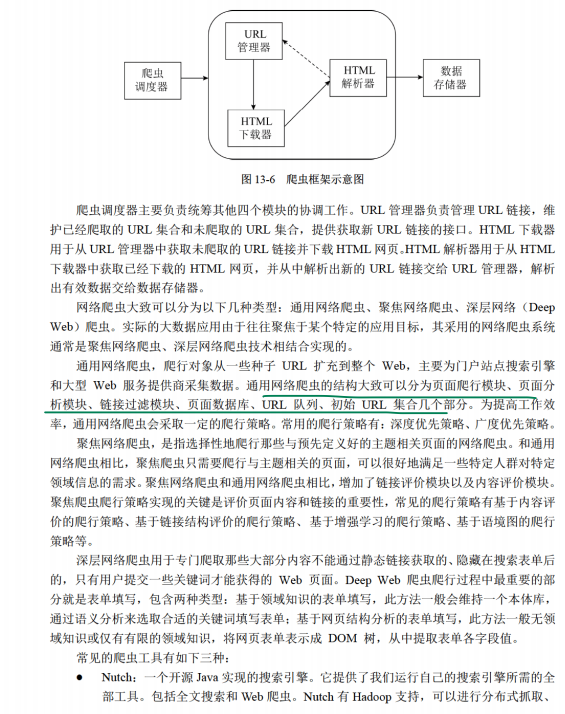 URL
管理器
爬虫
调度器
HTML
解析器
数据
存储器
HTML
下载器
图 13-6 爬虫框架示意图
爬虫调度器主要负责统筹其他四个模块的协调工作。URL 管理器负责管理 URL 链接，维
护已经爬取的 URL 集合和未爬取的 URL 集合，提供获取新 URL 链接的接口。HTML 下载器
用于从 URL 管理器中获取未爬取的 URL 链接并下载 HTML 网页。HTML 解析器用于从 HTML
下载器中获取已经下载的 HTML 网页，并从中解析出新的 URL 链接交给 URL 管理器，解析
出有效数据交给数据存储器。
网络爬虫大致可以分为以下几种类型：通用网络爬虫、聚焦网络爬虫、深层网络（Deep
Web）爬虫。实际的大数据应用由于往往聚焦于某个特定的应用目标，其采用的网络爬虫系统
通常是聚焦网络爬虫、深层网络爬虫技术相结合实现的。
通用网络爬虫，爬行对象从一些种子 URL 扩充到整个 Web，主要为门户站点搜索引擎
和大型 Web 服务提供商采集数据。通用网络爬虫的结构大致可以分为页面爬行模块、页面分
析模块、链接过滤模块、页面数据库、URL 队列、初始 URL 集合几个部分。为提高工作效
率，通用网络爬虫会采取一定的爬行策略。常用的爬行策略有：深度优先策略、广度优先策略。
聚焦网络爬虫，是指选择性地爬行那些与预先定义好的主题相关页面的网络爬虫。和通用
网络爬虫相比，聚焦爬虫只需要爬行与主题相关的页面，可以很好地满足一些特定人群对特定
领域信息的需求。聚焦网络爬虫和通用网络爬虫相比，增加了链接评价模块以及内容评价模块。
聚焦爬虫爬行策略实现的关键是评价页面内容和链接的重要性，常见的爬行策略有基于内容评
价的爬行策略、基于链接结构评价的爬行策略、基于增强学习的爬行策略、基于语境图的爬行
策略等。
深层网络爬虫用于专门爬取那些大部分内容不能通过静态链接获取的、隐藏在搜索表单后
的，只有用户提交一些关键词才能获得的 Web 页面。Deep Web 爬虫爬行过程中最重要的部
分就是表单填写，包含两种类型：基于领域知识的表单填写，此方法一般会维持一个本体库，
通过语义分析来选取合适的关键词填写表单；基于网页结构分析的表单填写，此方法一般无领
域知识或仅有有限的领域知识，将网页表单表示成 DOM 树，从中提取表单各字段值。
常见的爬虫工具有如下三种：
● Nutch：一个开源 Java 实现的搜索引擎。它提供了我们运行自己的搜索引擎所需的全
部工具。包括全文搜索和 Web 爬虫。Nutch 有 Hadoop 支持，可以进行分布式抓取、